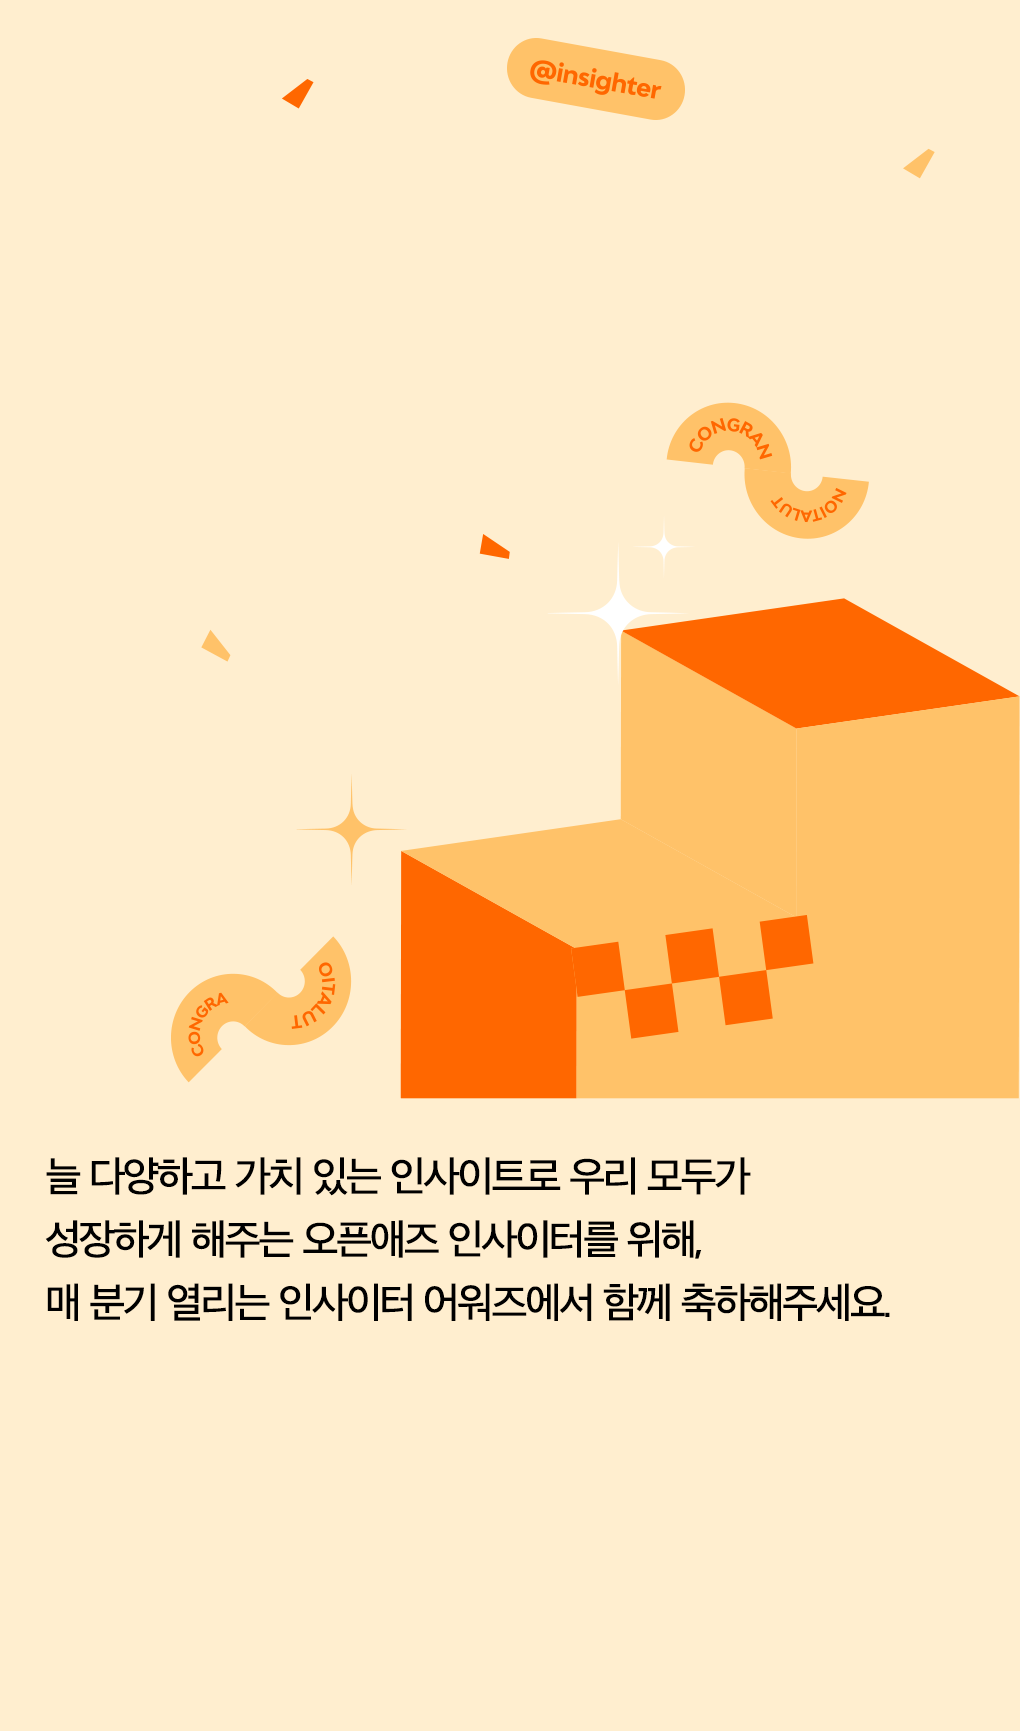 @insighter
CONGRAN
NOITALUT
CONGRA
OITALUT
늘 다양하고 가치 있는 인사이트로 우리 모두가
성장하게 해주는 오픈애즈 인사이터를 위해,
매 분기 열리는 인사이터 어워즈에서 함께 축하해주세요.